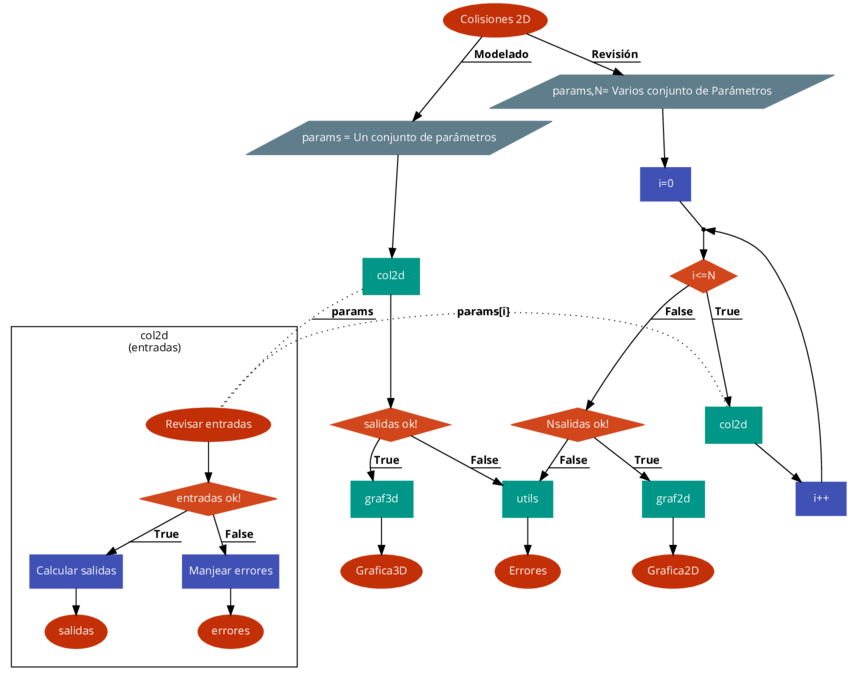 Colisiones 2D
Modelado
Revisión
params,N= Varios conjunto de Parámetros
params = Un conjunto de parámetros
i=0
col2d
i<=N
params
params[i]
False
True
col2d
(entradas)
Revisar entradas
salidas ok!
Nsalidas ok!
col2d
True
False
False
True
entradas ok!
graf3d
utils
graf2d
i++
True
False
Calcular salidas
Manjear errores
Grafica3D
Errores
Grafica2D
salidas
errores